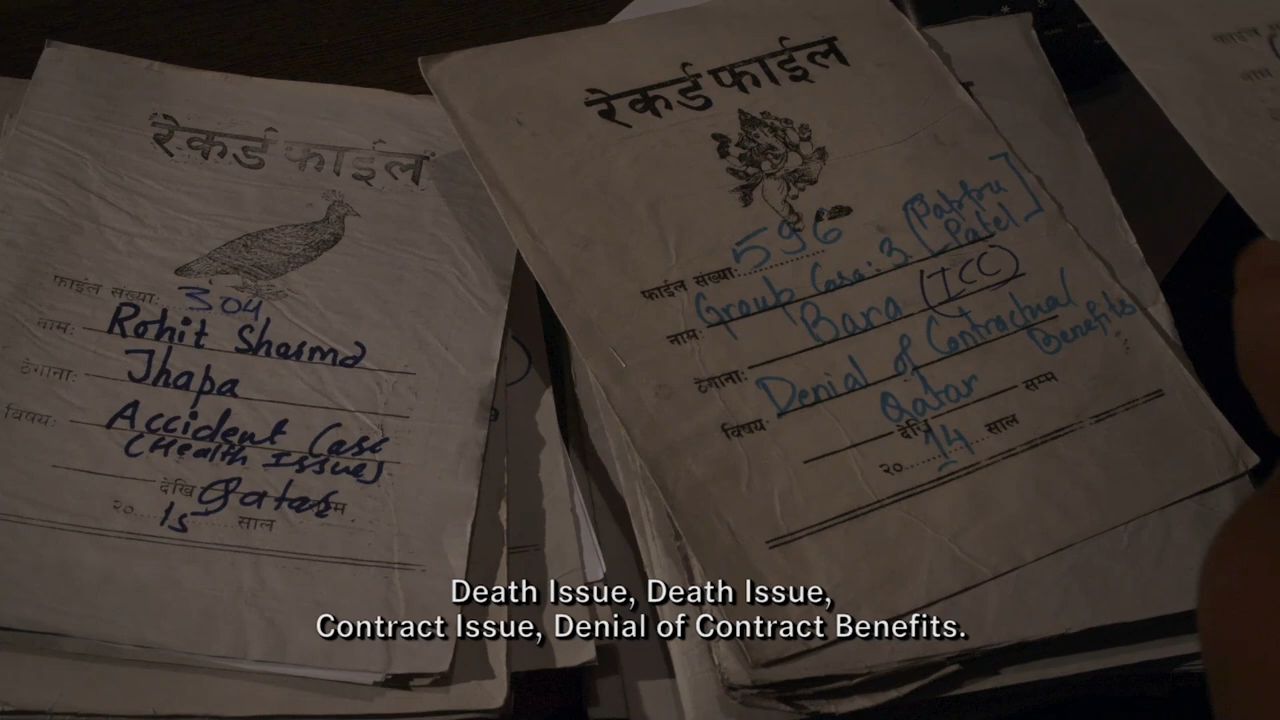 रेकर्ड फाईल
फाईल संख्या: 304
नाम: Rohit Sharma
ठेगाना: Jhapa
विषय: Accident Case
(Health Issues)
देखि Qatar म्म
२० 15 साल
रेकर्ड फाईल
फाईल संख्या: 596
नाम: Group Case: 3 [Pappu
Patel]
ठेगाना: Bara (ICC)
विषय: Denial of Contractual
Benefits
Qatar
देखि सम्म
२० 14 साल
Death Issue, Death Issue,
Contract Issue, Denial of Contract Benefits.